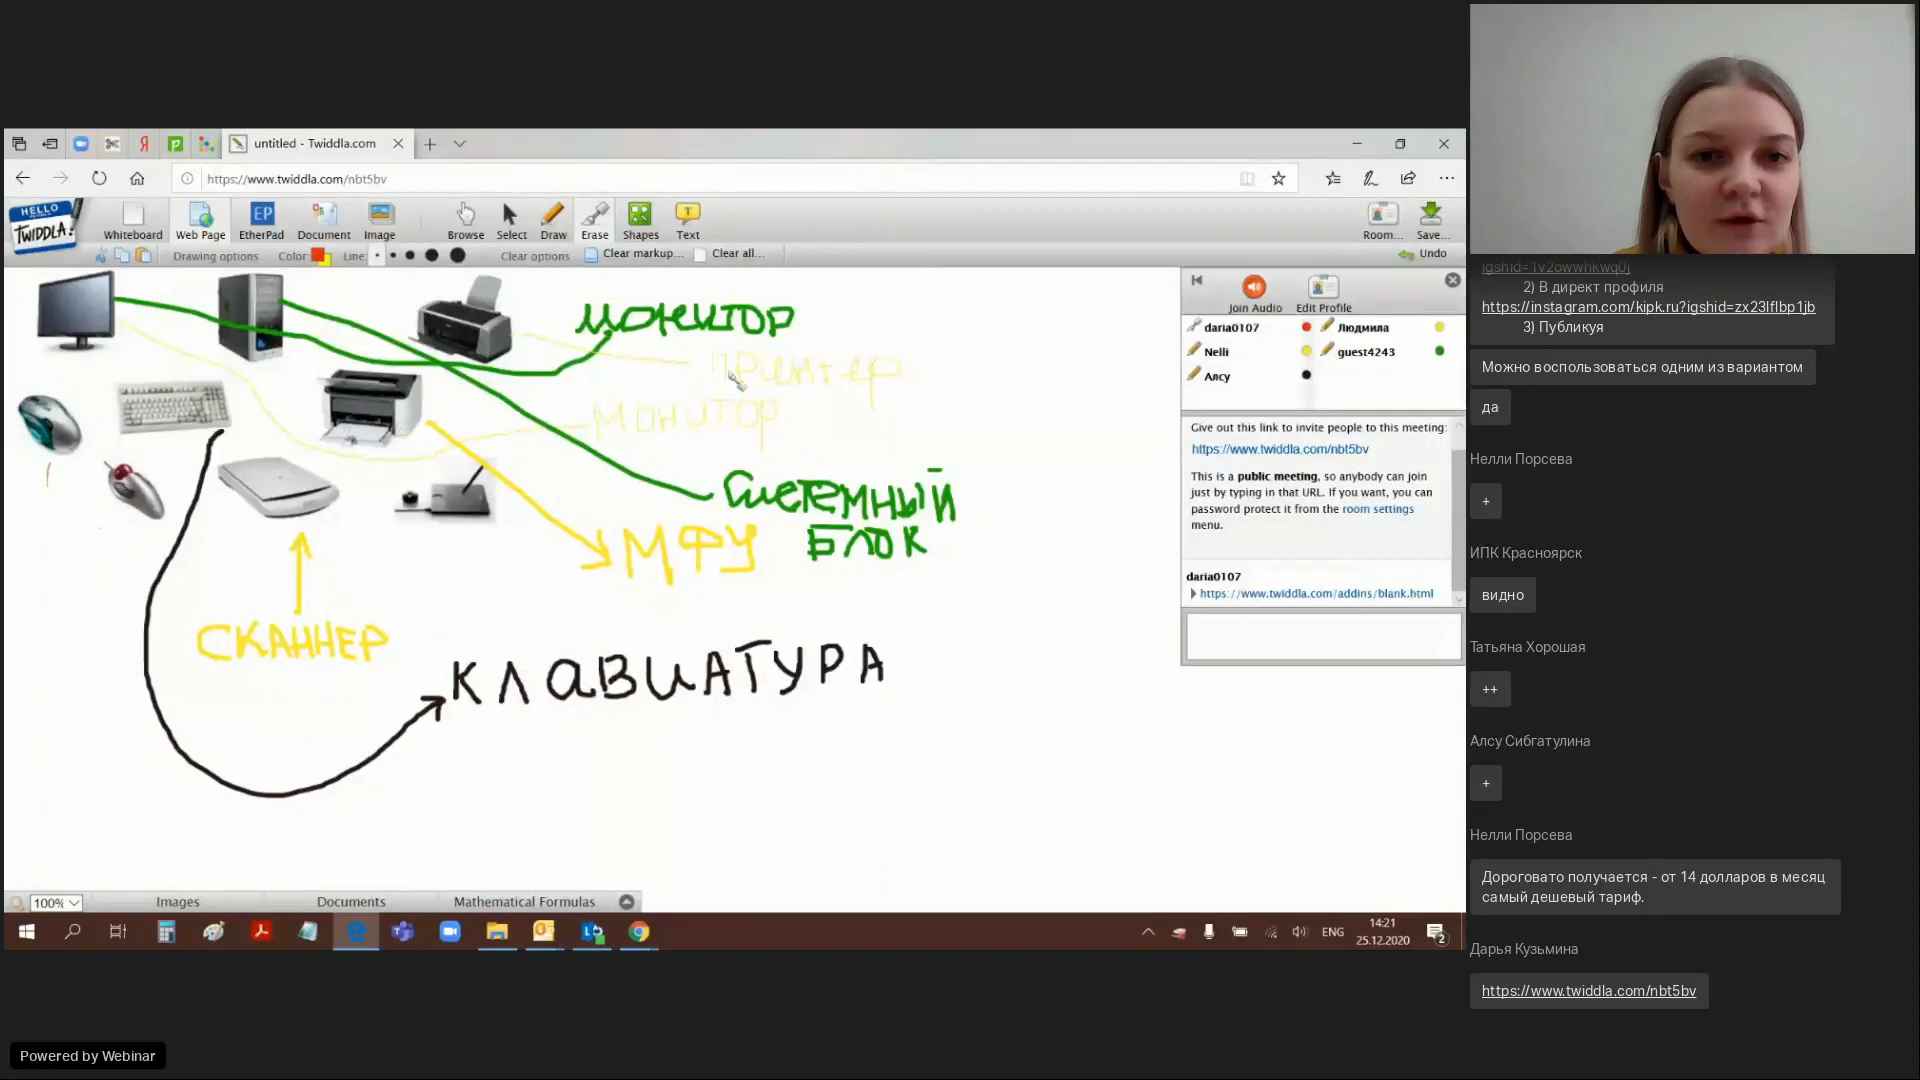 untitled - Twiddla.com
https://www.twiddla.com/nbt5bv
HELLO
TWIDDLA!
Whiteboard
Web Page
EtherPad
Document
Image
Browse
Select
Draw
Erase
Shapes
Text
Room...
Save...
Drawing options
Color:
Line:
Clear options
Clear markup...
Clear all...
Undo
МОНИТОР
принтер
МОНИТОР
СИСТЕМНЫЙ
БЛОК
МФУ
СКАННЕР
КЛАВИАТУРА
Join Audio
Edit Profile
daria0107
Людмила
Nelli
guest4243
Алсу
Give out this link to invite people to this meeting:
https://www.twiddla.com/nbt5bv
This is a public meeting, so anybody can join
just by typing in that URL. If you want, you can
password protect it from the room settings
menu.
daria0107
https://www.twiddla.com/addins/blank.html
100%
Images
Documents
Mathematical Formulas
ENG
14:21
25.12.2020
2
Powered by Webinar
igshid=1v2owwhkwq0j
2) В директ профиля
https://instagram.com/kipk.ru?igshid=zx23lflbp1jb
3) Публикуя
Можно воспользоваться одним из вариантом
да
Нелли Порсева
+
ИПК Красноярск
видно
Татьяна Хорошая
++
Алсу Сибгатулина
+
Нелли Порсева
Дороговато получается - от 14 долларов в месяц
самый дешевый тариф.
Дарья Кузьмина
https://www.twiddla.com/nbt5bv